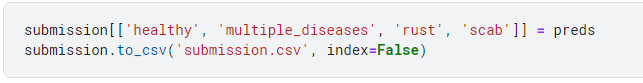 submission[['healthy', 'multiple_diseases', 'rust', 'scab']] = preds
submission.to_csv('submission.csv', index=False)